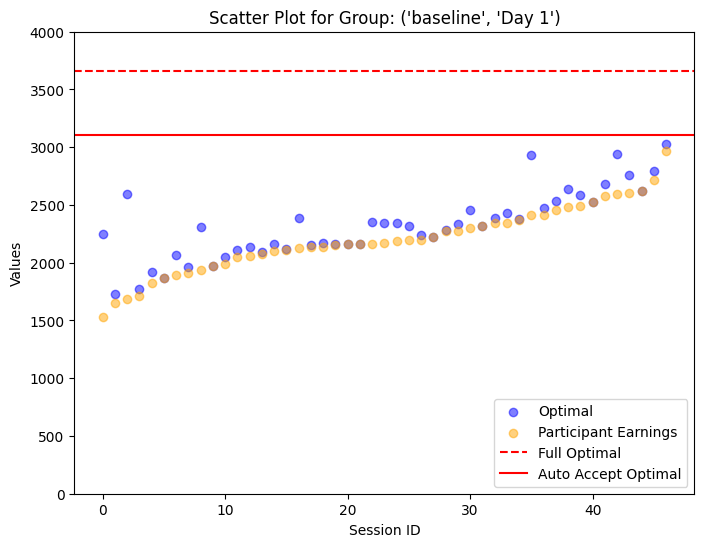 Scatter Plot for Group: ('baseline', 'Day 1')
4000
3500
3000
2500
2000
1500
1000
500
0
Values
0 10 20 30 40
Session ID
Optimal
Participant Earnings
Full Optimal
Auto Accept Optimal